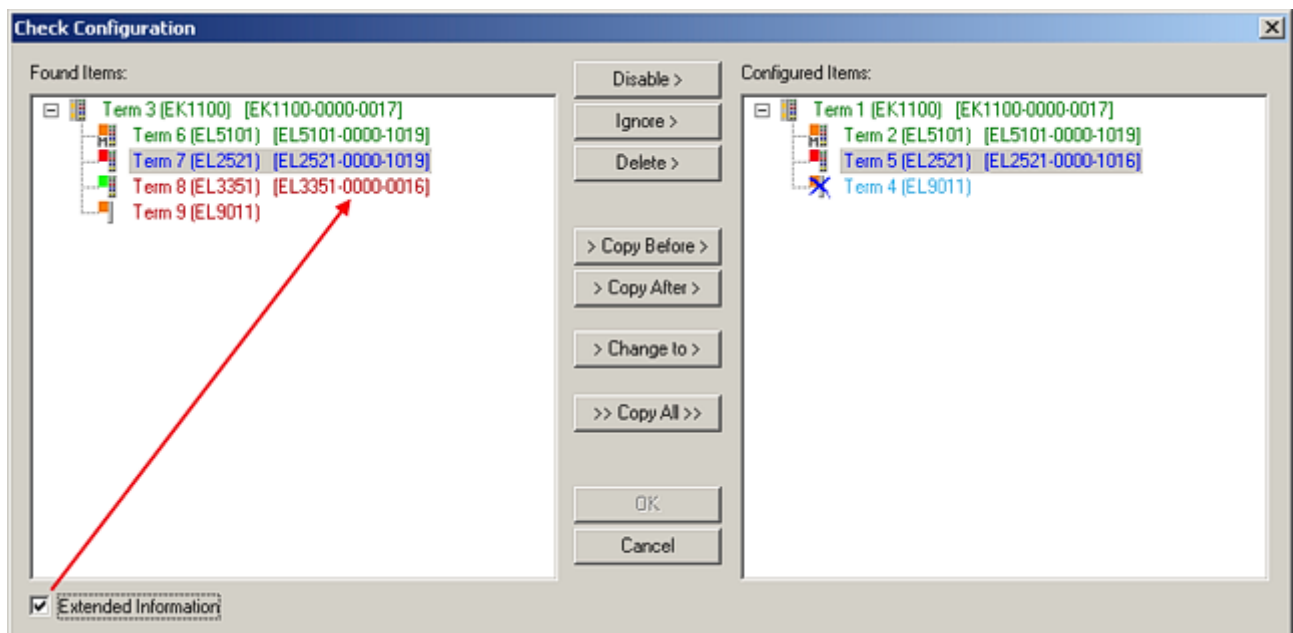 Check Configuration
Found Items:
Term 3 (EK1100) [EK1100-0000-0017]
Term 6 (EL5101) [EL5101-0000-1019]
Term 7 (EL2521) [EL2521-0000-1019]
Term 8 (EL3351) [EL3351-0000-0016]
Term 9 (EL9011)
Disable >
Ignore >
Delete >
> Copy Before >
> Copy After >
> Change to >
>> Copy All >>
OK
Cancel
Configured Items:
Term 1 (EK1100) [EK1100-0000-0017]
Term 2 (EL5101) [EL5101-0000-1019]
Term 5 (EL2521) [EL2521-0000-1016]
Term 4 (EL9011)
Extended Information